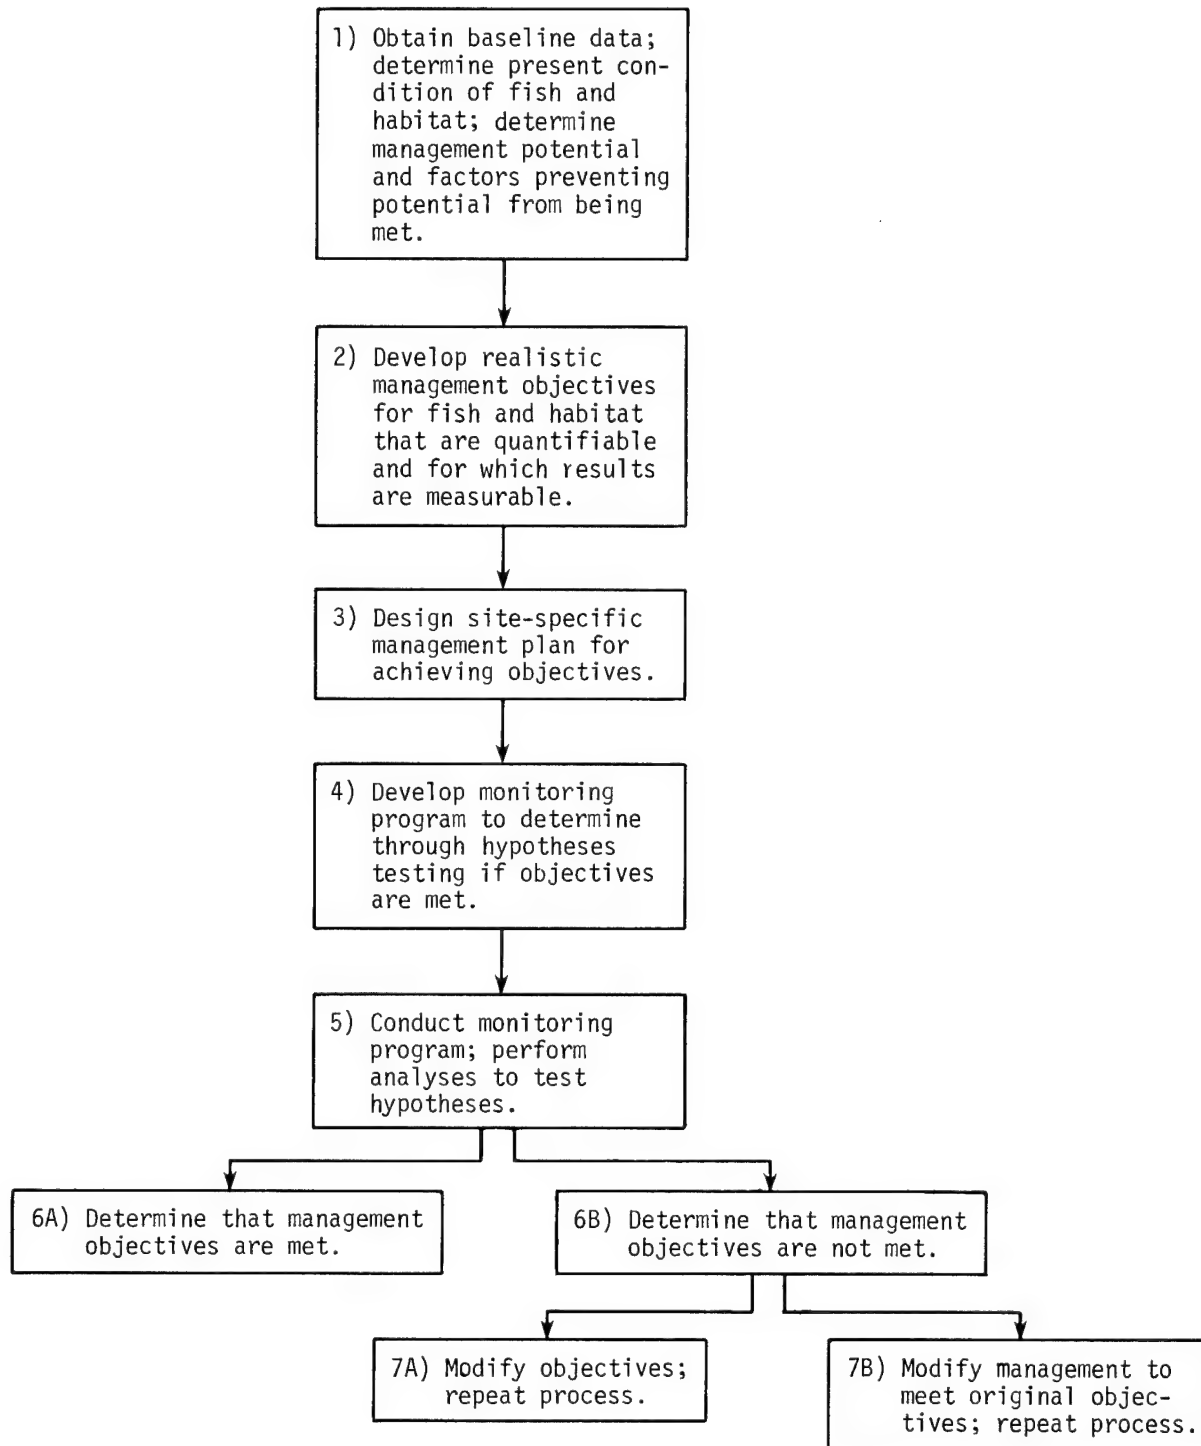 1) Obtain baseline data;
determine present con-
dition of fish and
habitat; determine
management potential
and factors preventing
potential from being
met.
2) Develop realistic
management objectives
for fish and habitat
that are quantifiable
and for which results
are measurable.
3) Design site-specific
management plan for
achieving objectives.
4) Develop monitoring
program to determine
through hypotheses
testing if objectives
are met.
5) Conduct monitoring
program; perform
analyses to test
hypotheses.
6A) Determine that management
objectives are met.
6B) Determine that management
objectives are not met.
7A) Modify objectives;
repeat process.
7B) Modify management to
meet original objec-
tives; repeat process.